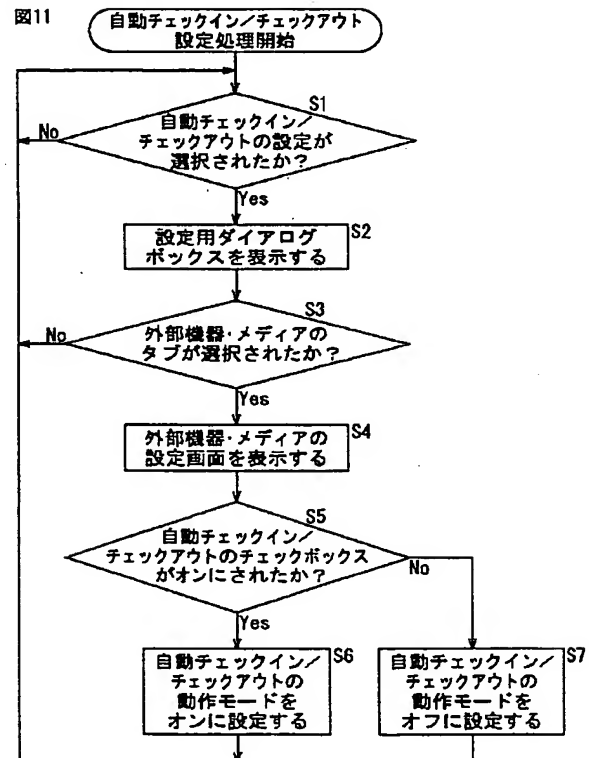 図11
自動チェックイン／チェックアウト
設定処理開始
S1
自動チェックイン／
チェックアウトの設定が
選択されたか？
No
Yes
S2
設定用ダイアログ
ボックスを表示する
S3
外部機器・メディアの
タブが選択されたか？
No
Yes
S4
外部機器・メディアの
設定画面を表示する
S5
自動チェックイン／
チェックアウトのチェックボックス
がオンにされたか？
No
Yes
S6
自動チェックイン／
チェックアウトの
動作モードを
オンに設定する
S7
自動チェックイン／
チェックアウトの
動作モードを
オフに設定する